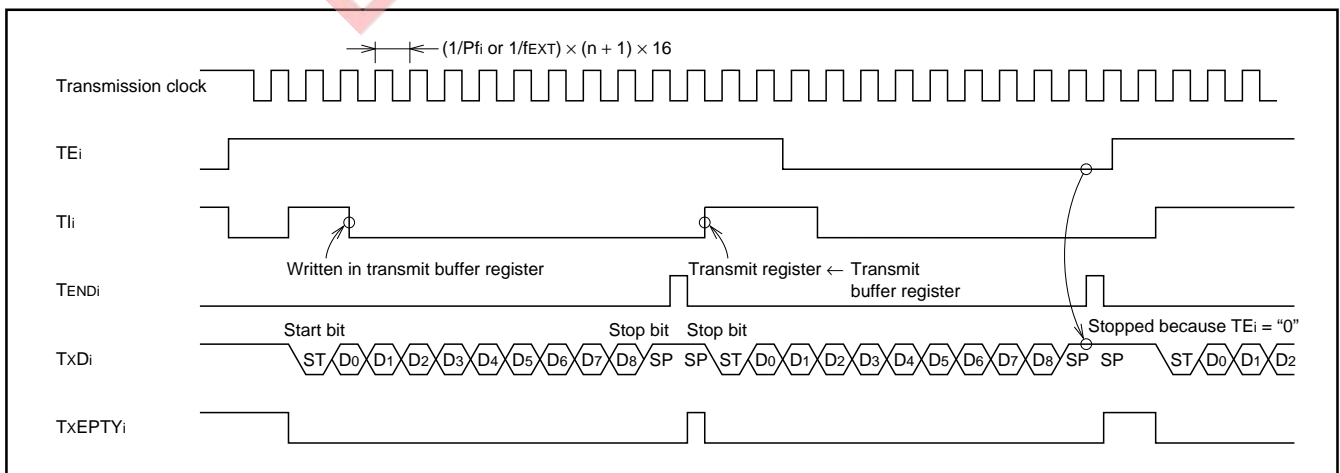 (1/Pfi or 1/fEXT) × (n + 1) × 16
Transmission clock
TEi
TIi
Written in transmit buffer register
Transmit register ← Transmit
buffer register
TENDi
Start bit
Stop bit
Stop bit
Stopped because TEi = “0”
TxDi
ST D0 D1 D2 D3 D4 D5 D6 D7 D8 SP SP ST D0 D1 D2 D3 D4 D5 D6 D7 D8 SP SP ST D0 D1 D2
TXEPTYi